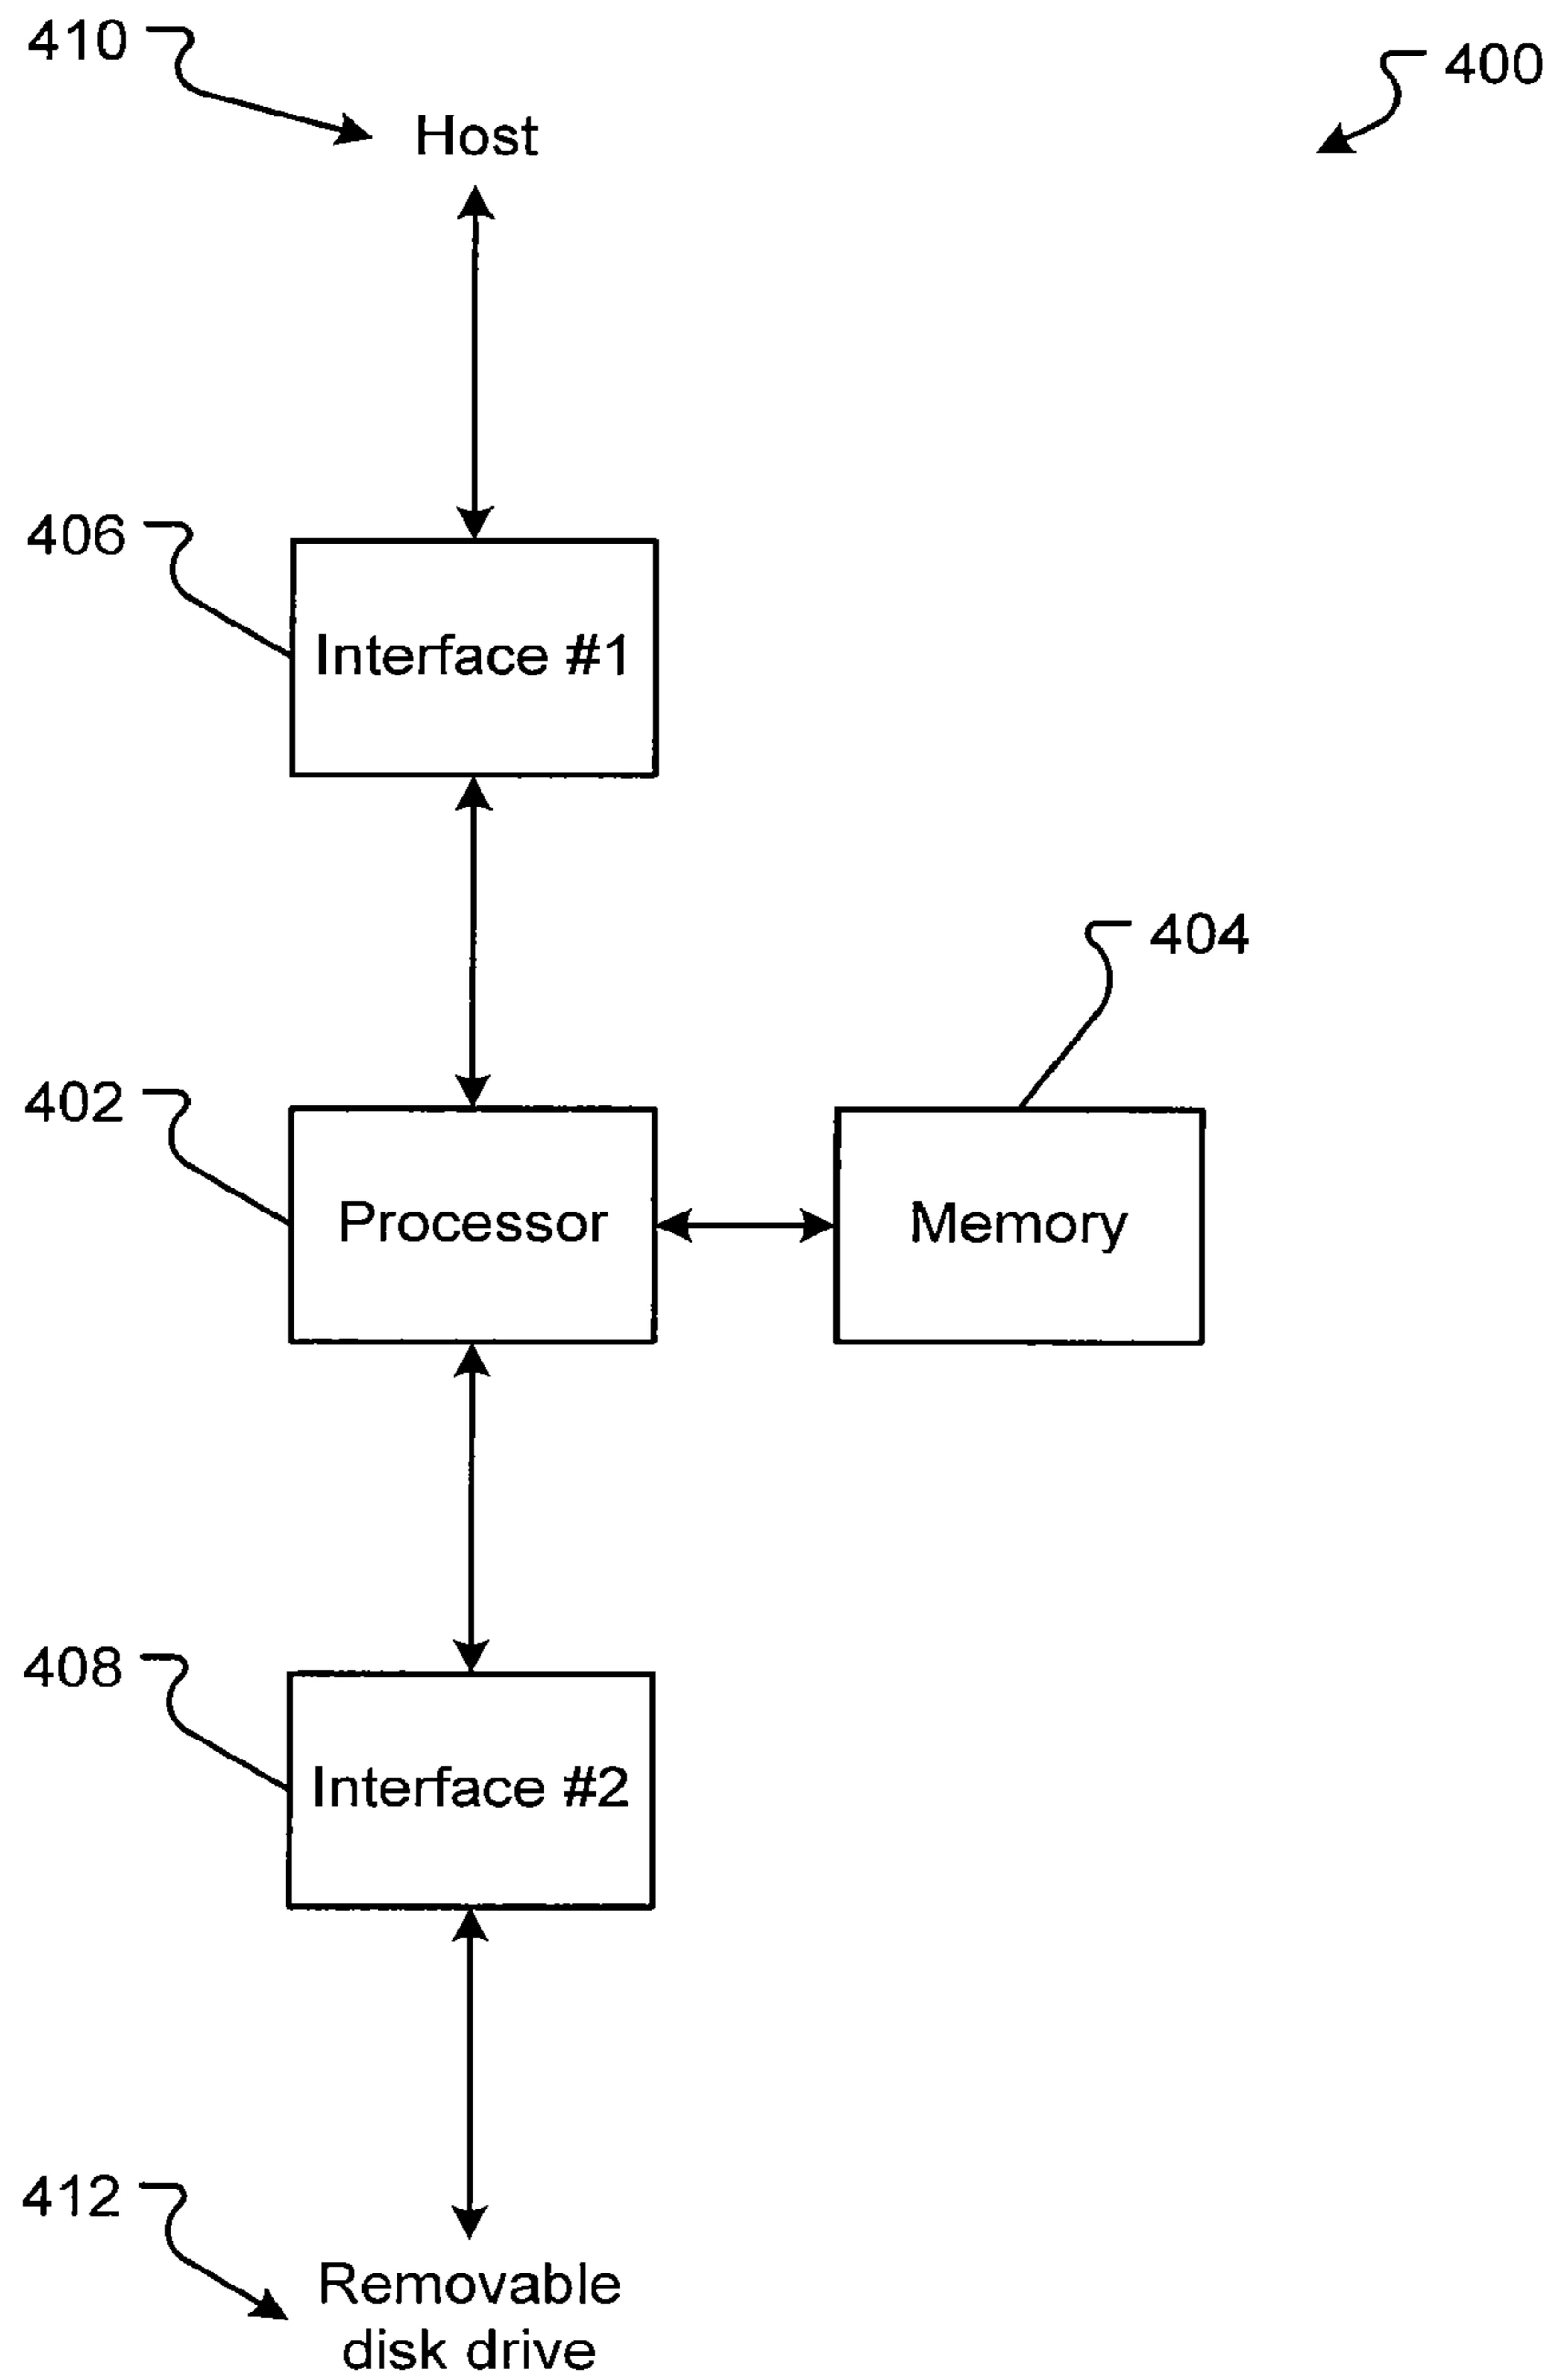 410
400
Host
406
Interface #1
404
402
Processor
Memory
408
Interface #2
412
Removable
disk drive